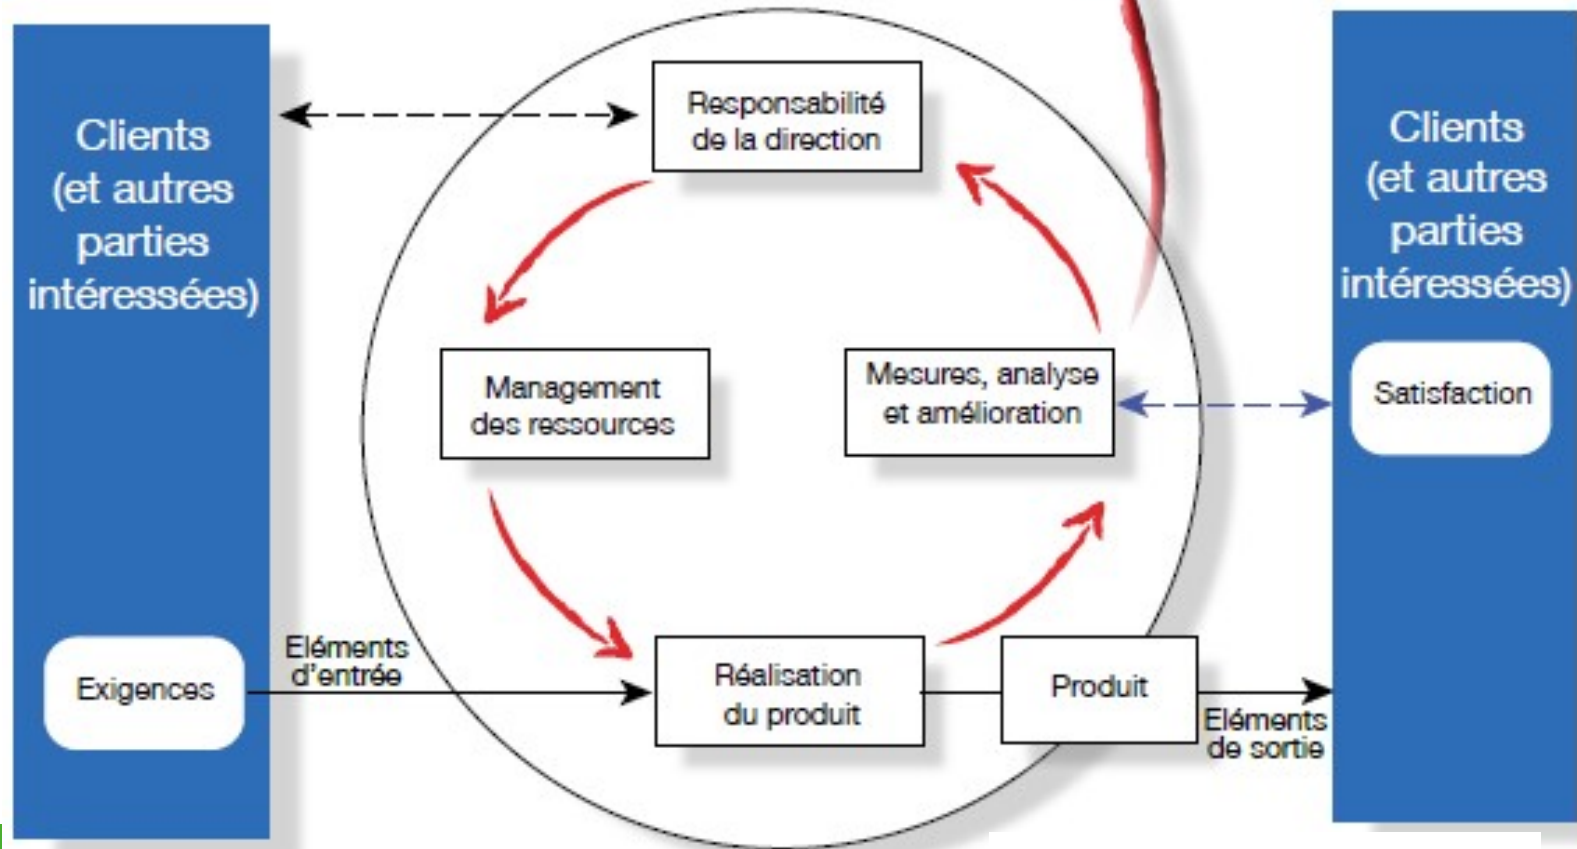 Clients
(et autres
parties
intéressées)
Exigences
Eléments
d'entrée
Responsabilité
de la direction
Management
des ressources
Mesures, analyse
et amélioration
Réalisation
du produit
Produit
Eléments
de sortie
Clients
(et autres
parties
intéressées)
Satisfaction